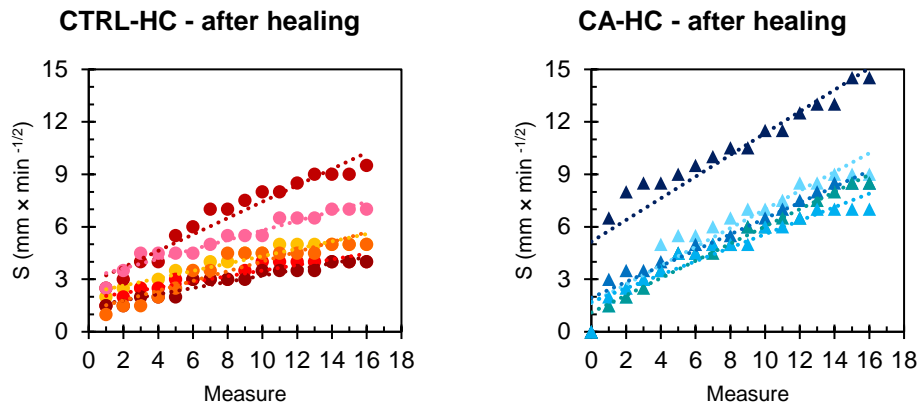 CTRL-HC - after healing
CA-HC - after healing
S (mm × min -1/2)
15
12
9
6
3
0
0 2 4 6 8 10 12 14 16 18
Measure
S (mm × min -1/2)
15
12
9
6
3
0
0 2 4 6 8 10 12 14 16 18
Measure